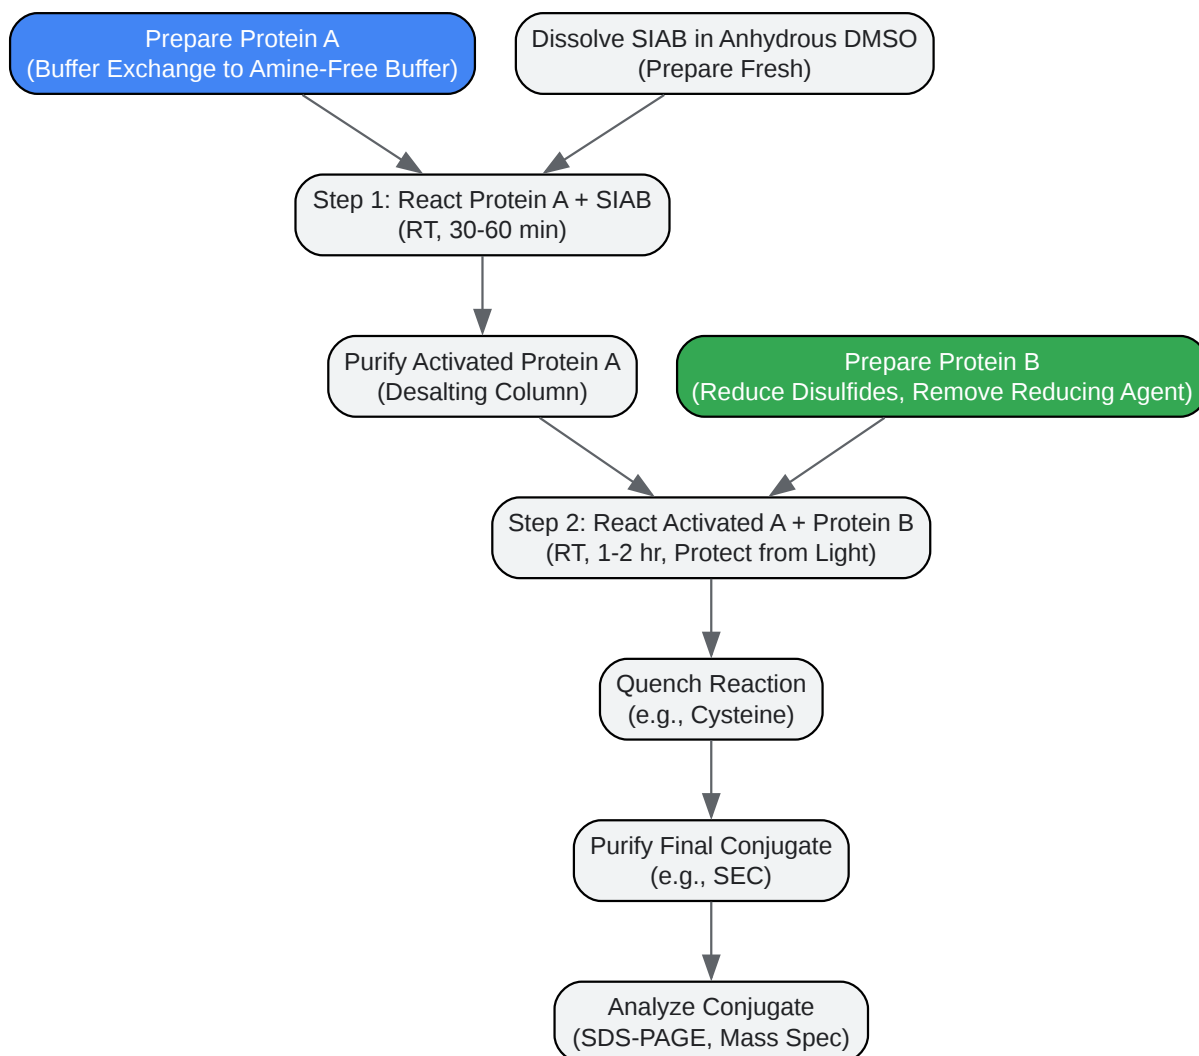 Prepare Protein A
(Buffer Exchange to Amine-Free Buffer)
Dissolve SIAB in Anhydrous DMSO
(Prepare Fresh)
Step 1: React Protein A + SIAB
(RT, 30-60 min)
Purify Activated Protein A
(Desalting Column)
Prepare Protein B
(Reduce Disulfides, Remove Reducing Agent)
Step 2: React Activated A + Protein B
(RT, 1-2 hr, Protect from Light)
Quench Reaction
(e.g., Cysteine)
Purify Final Conjugate
(e.g., SEC)
Analyze Conjugate
(SDS-PAGE, Mass Spec)